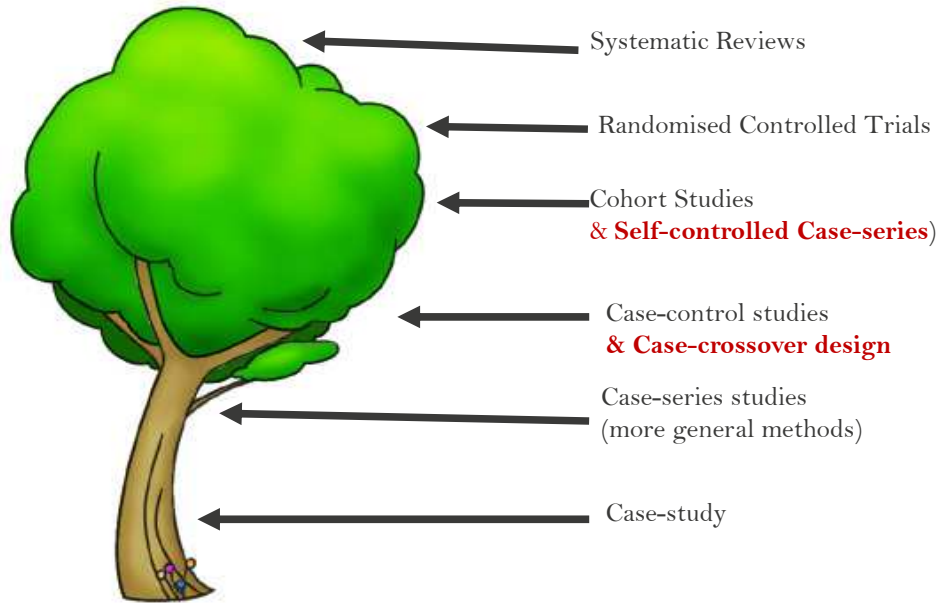 Systematic Reviews
Randomised Controlled Trials
Cohort Studies
& Self-controlled Case-series)
Case-control studies
& Case-crossover design
Case-series studies
(more general methods)
Case-study